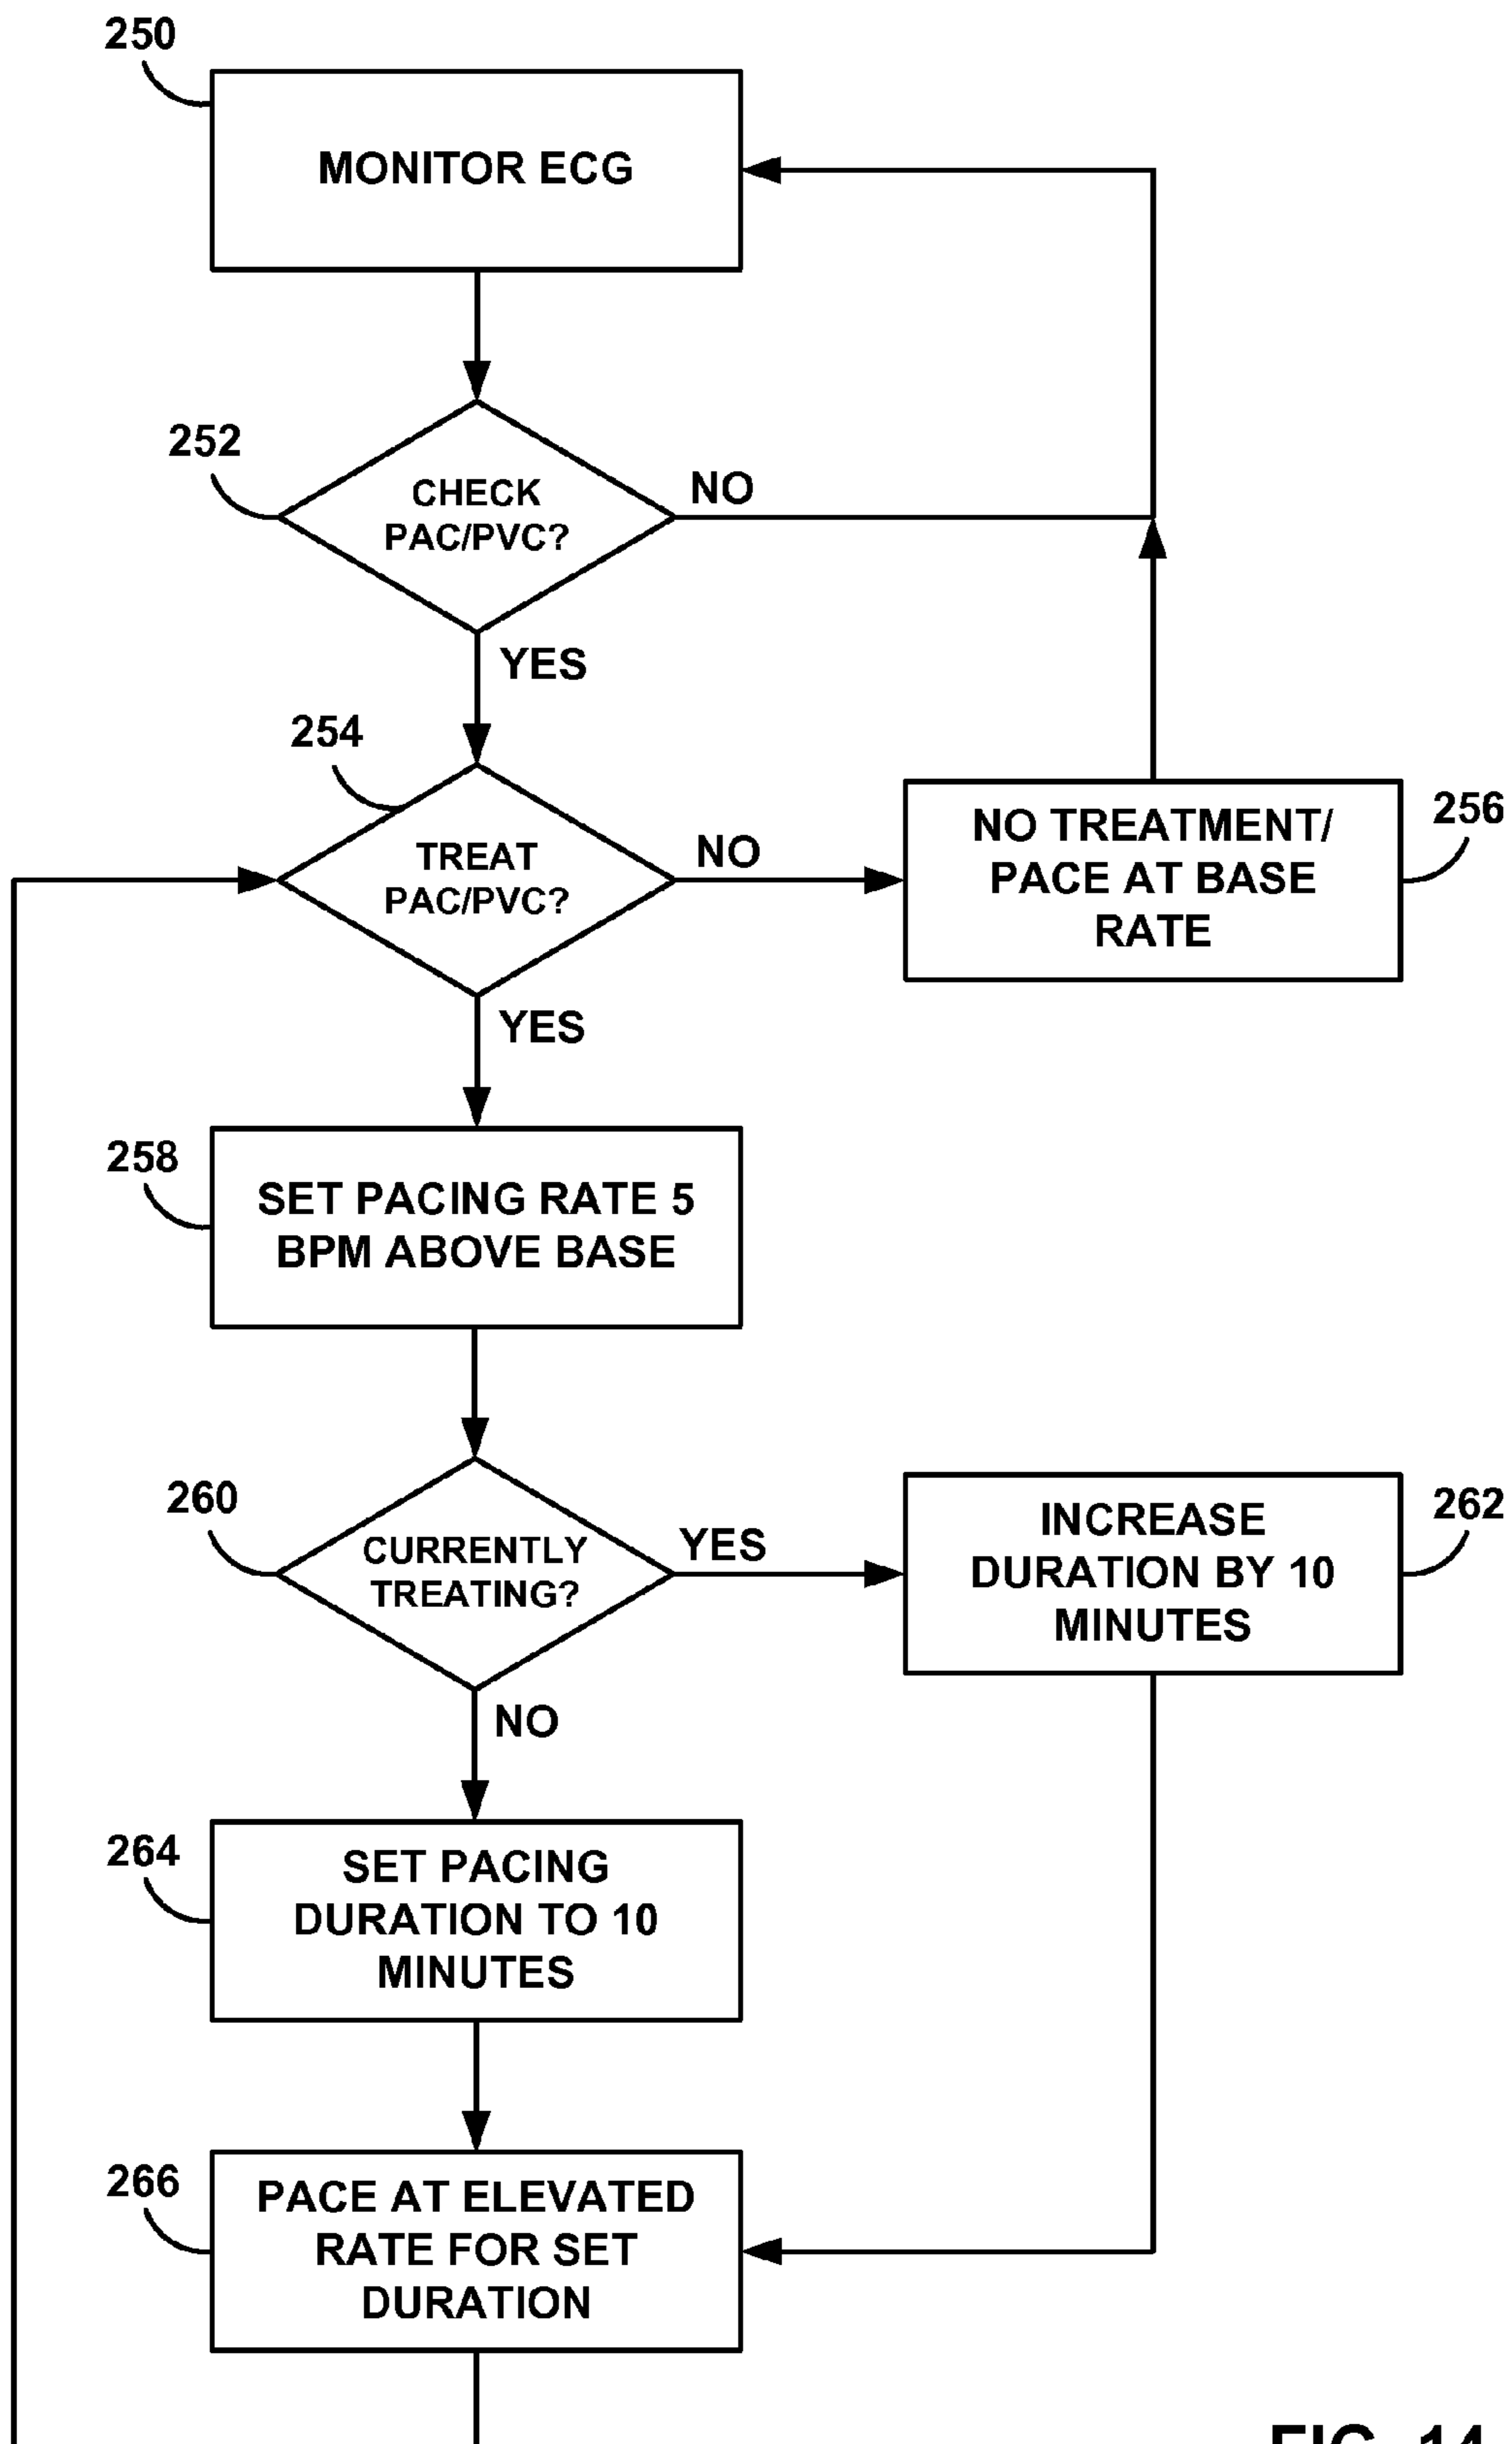 250
MONITOR ECG
252
CHECK
PAC/PVC?
NO
YES
254
TREAT
PAC/PVC?
NO
NO TREATMENT/
PACE AT BASE
RATE
256
YES
258
SET PACING RATE 5
BPM ABOVE BASE
260
CURRENTLY
TREATING?
YES
INCREASE
DURATION BY 10
MINUTES
262
NO
264
SET PACING
DURATION TO 10
MINUTES
266
PACE AT ELEVATED
RATE FOR SET
DURATION
FIG. 14